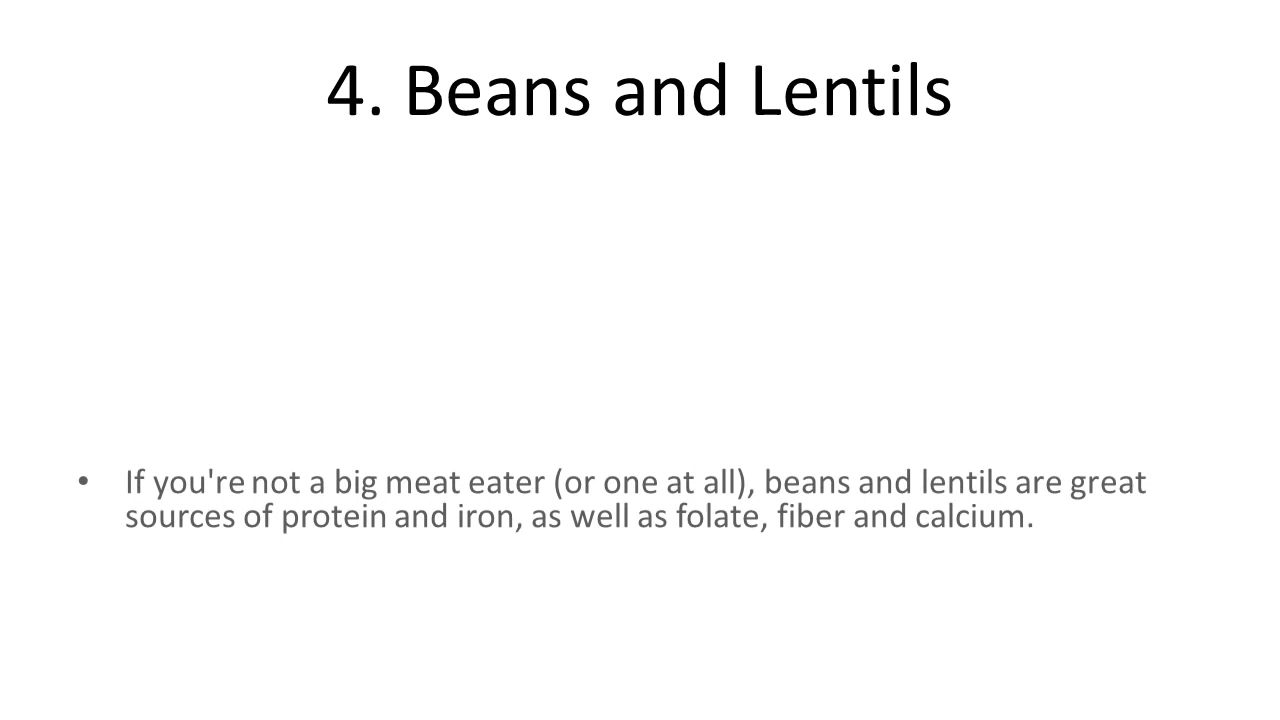 4. Beans and Lentils
• If you're not a big meat eater (or one at all), beans and lentils are great
sources of protein and iron, as well as folate, fiber and calcium.